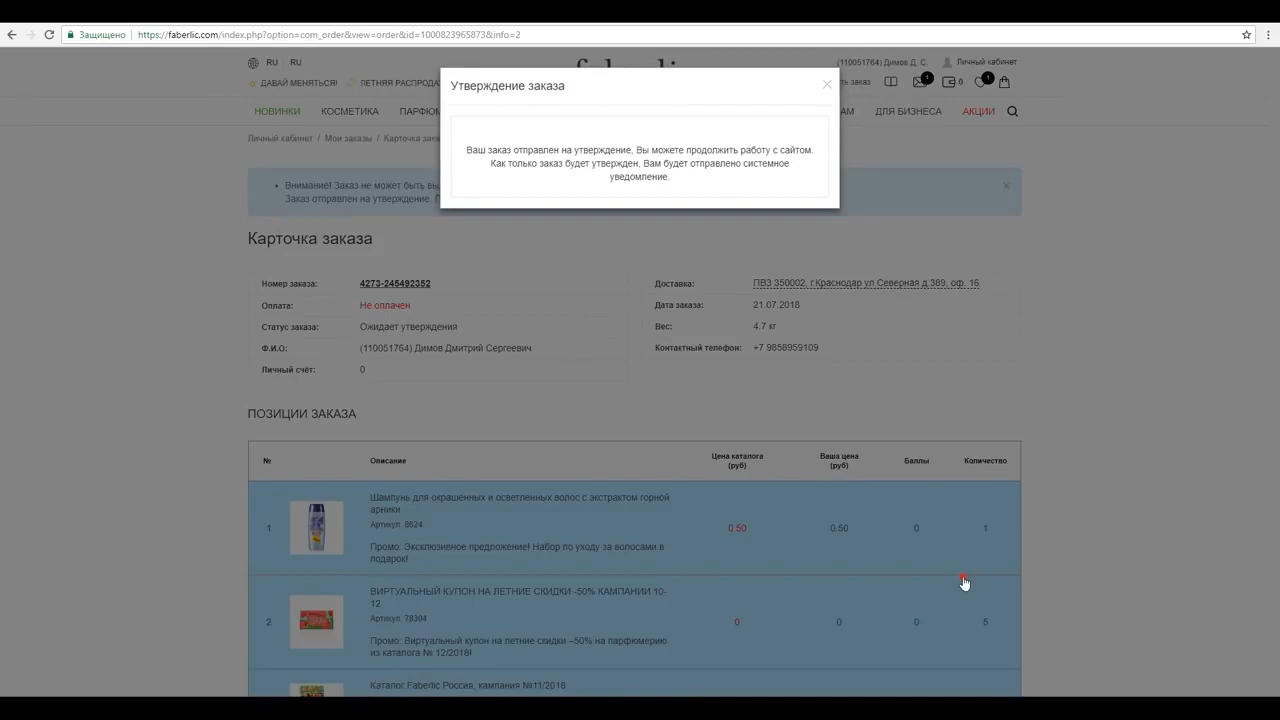 Защищено
https://faberlic.com/index.php?option=com_order&view=order&id=1000823965873&info=2
RU RU
(110051764) Димов Д. С. Личный кабинет
ДАВАЙ МЕНЯТЬСЯ! ЛЕТНЯЯ РАСПРОДА
ть заказ 1 0 1
НОВИНКИ КОСМЕТИКА ПАРФЮМ
АМ ДЛЯ БИЗНЕСА АКЦИИ
Личный кабинет / Мои заказы / Карточка зака
Утверждение заказа
Ваш заказ отправлен на утверждение, Вы можете продолжить работу с сайтом.
Как только заказ будет утвержден, Вам будет отправлено системное
уведомление.
Внимание! Заказ не может быть вы
Заказ отправлен на утверждение.
Карточка заказа
Номер заказа: 4273-245492352
Оплата: Не оплачен
Статус заказа: Ожидает утверждения
Ф.И.О: (110051764) Димов Дмитрий Сергеевич
Личный счёт: 0
Доставка: ПВЗ 350002, г.Краснодар ул.Северная д 389, оф. 16
Дата заказа: 21.07.2018
Вес: 4.7 кг
Контактный телефон: +7 9858959109
ПОЗИЦИИ ЗАКАЗА
№ Описание Цена каталога (руб) Ваша цена (руб) Баллы Количество
1 Шампунь для окрашенных и осветленных волос с экстрактом горной
арники
Артикул. 8624
Промо: Эксклюзивное предложение! Набор по уходу за волосами в
подарок!
0.50 0.50 0 1
2 ВИРТУАЛЬНЫЙ КУПОН НА ЛЕТНИЕ СКИДКИ -50% КАМПАНИИ 10-
12
Артикул. 78304
Промо: Виртуальный купон на летние скидки –50% на парфюмерию
из каталога № 12/2018!
0 0 0 5
Каталог Faberlic Россия, кампания №11/2018